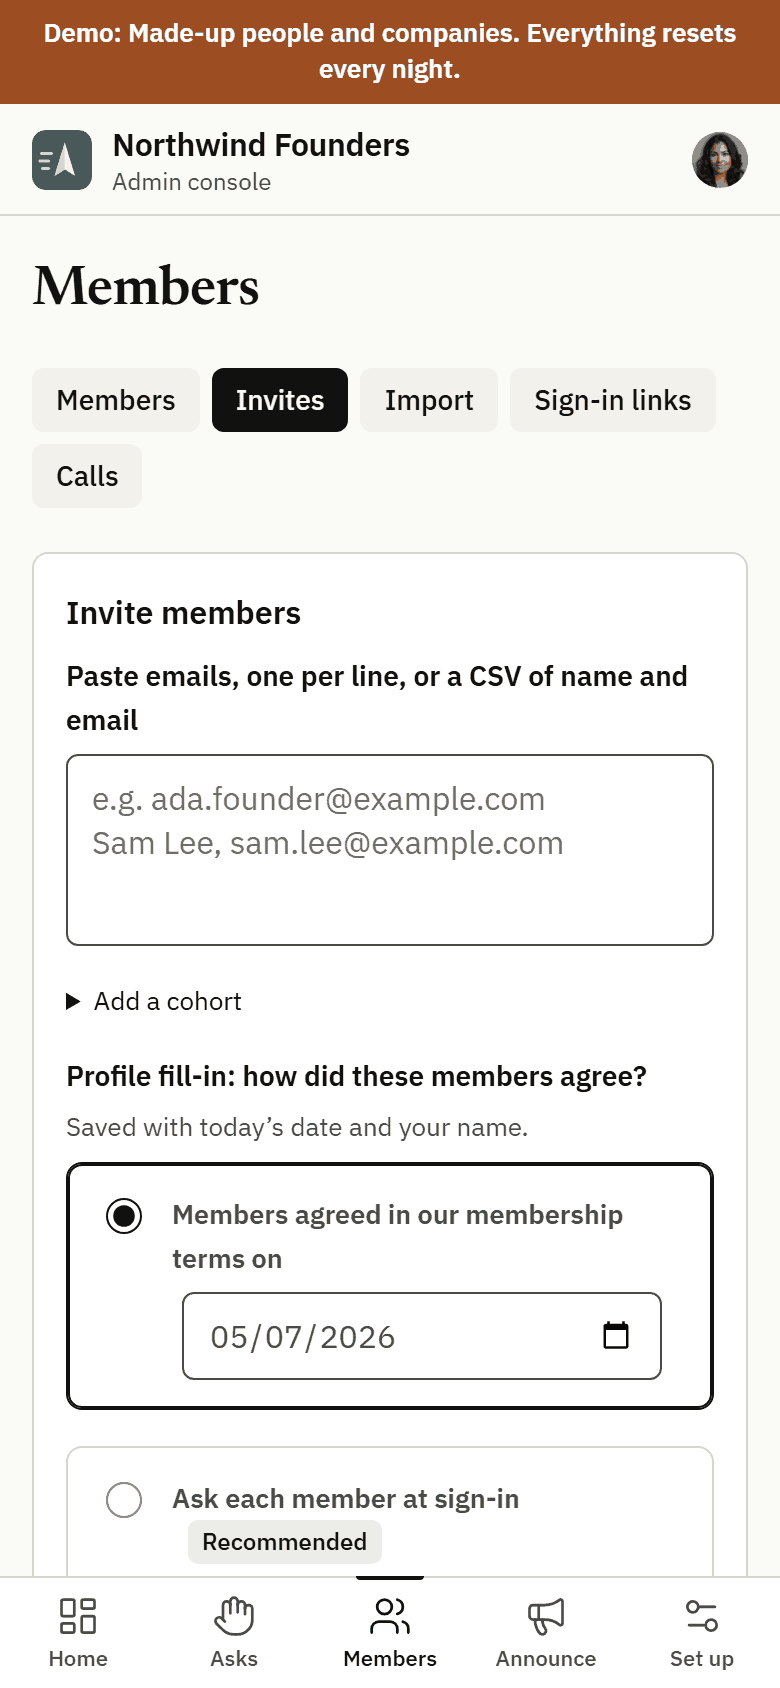 Demo: Made-up people and companies. Everything resets
every night.
Northwind Founders
Admin console
Members
Members
Invites
Import
Sign-in links
Calls
Invite members
Paste emails, one per line, or a CSV of name and
email
e.g. ada.founder@example.com
Sam Lee, sam.lee@example.com
Add a cohort
Profile fill-in: how did these members agree?
Saved with today’s date and your name.
Members agreed in our membership
terms on
05/07/2026
Ask each member at sign-in
Recommended
Home
Asks
Members
Announce
Set up